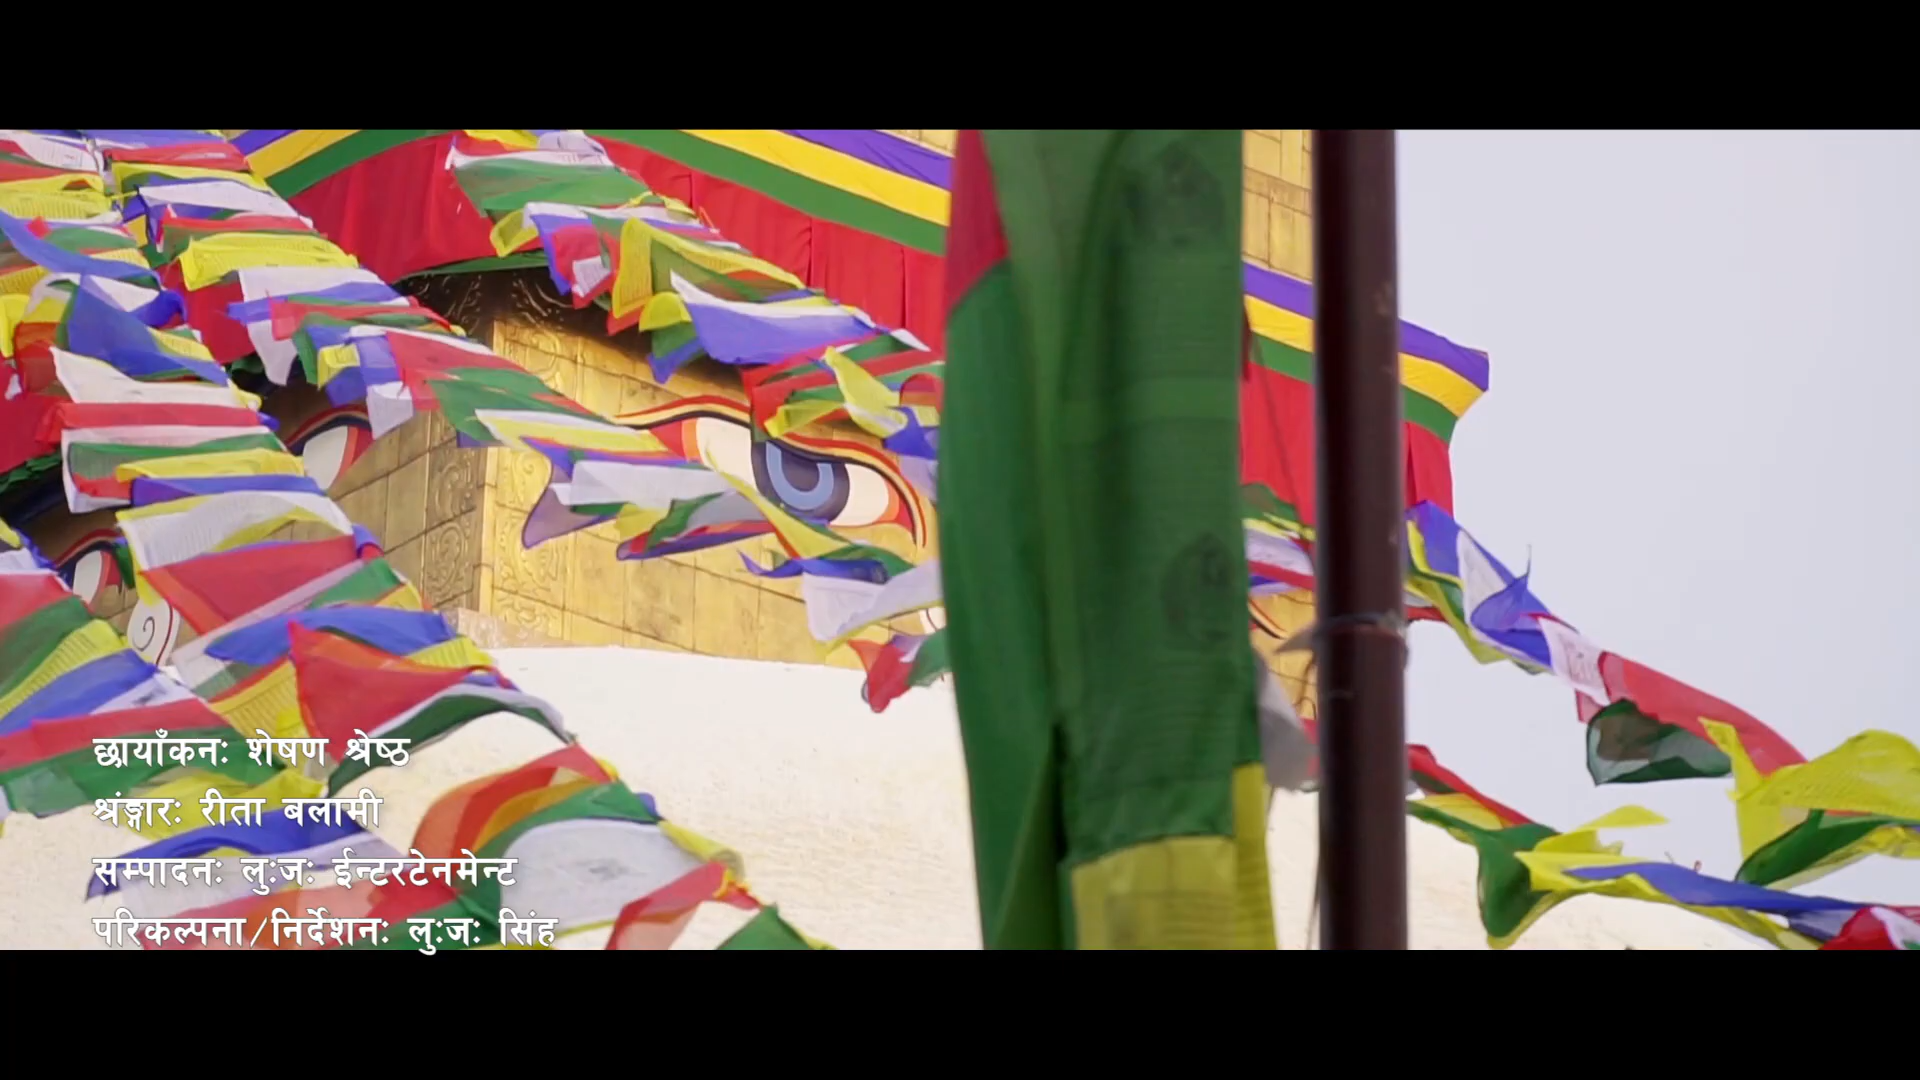 छायाँकनः शेषण श्रेष्ठ
श्रंङ्गारः रीता बलामी
सम्पादनः लुःजः ईन्टरटेनमेन्ट
परिकल्पना/निर्देशनः लुःजः सिंह